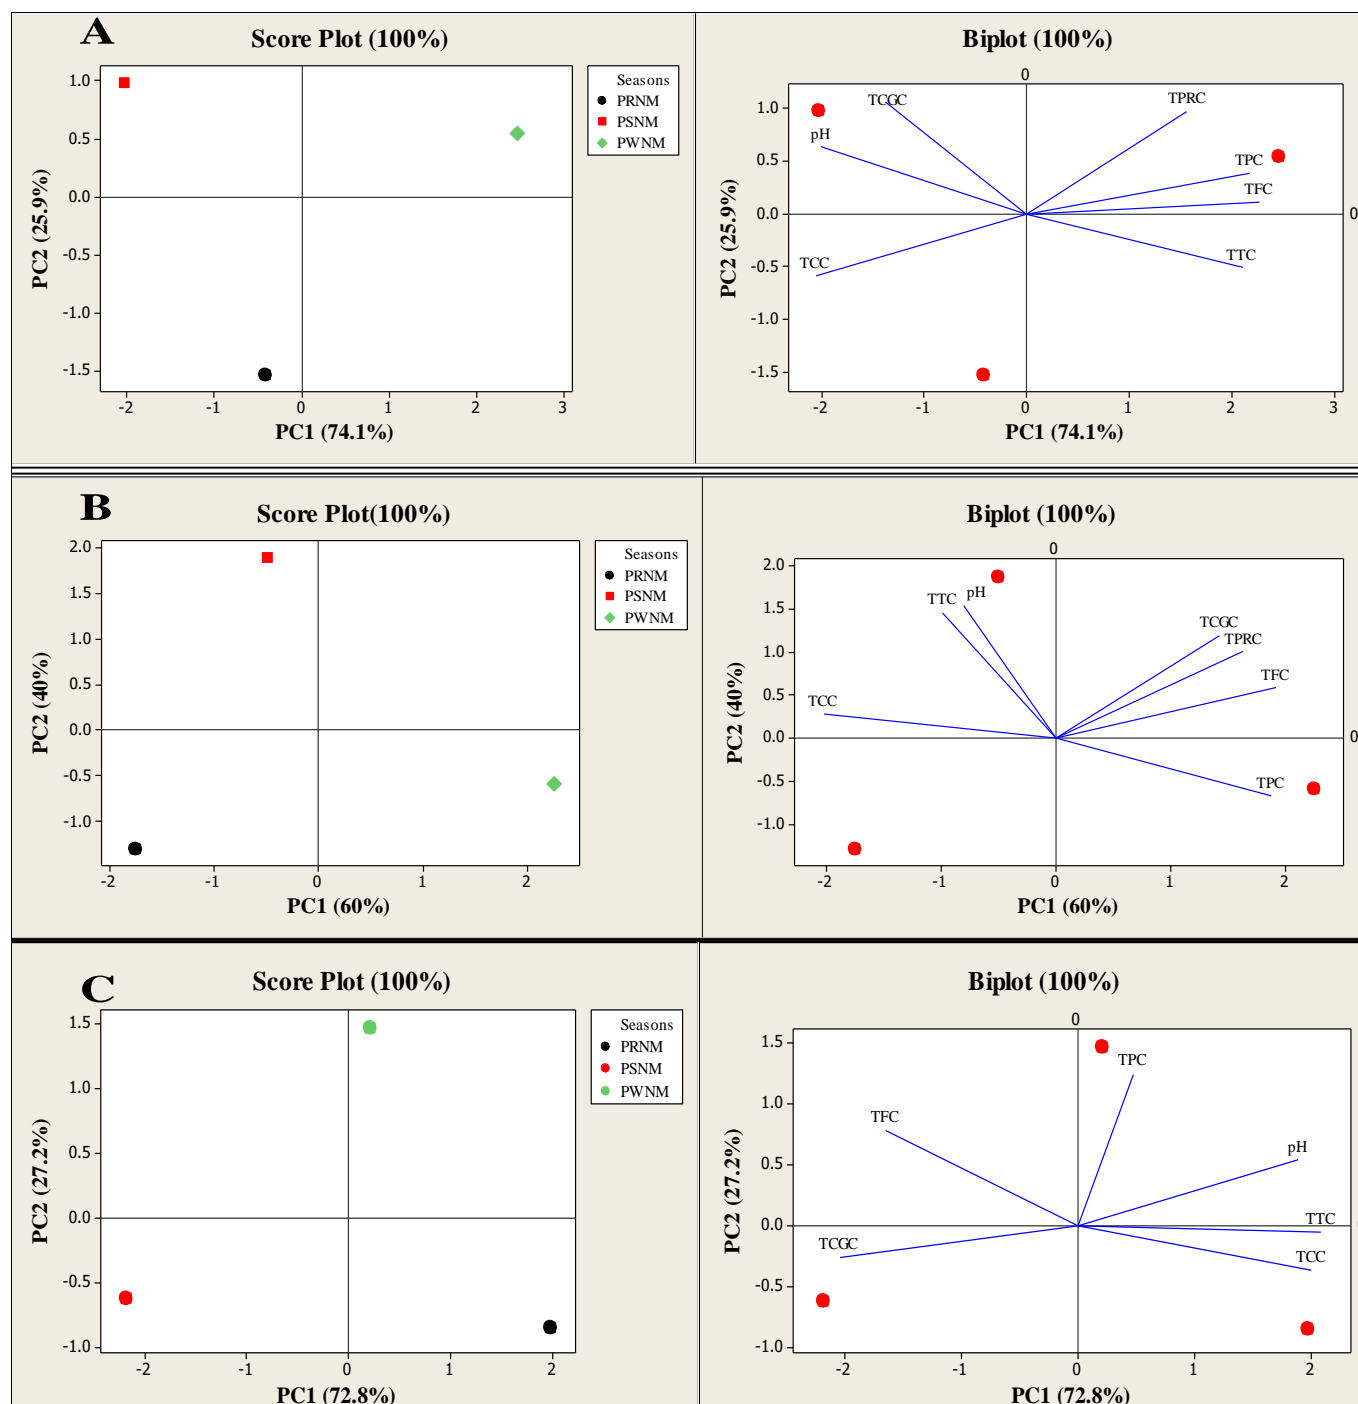 A
Score Plot (100%)
1.0
0.5
0.0
-0.5
-1.0
-1.5
-2
-1
0
1
2
3
PC2 (25.9%)
PC1 (74.1%)
Seasons
PRNM
PSNM
PWNM
Biplot (100%)
0
1.0
0.5
0.0
-0.5
-1.0
-1.5
-2
-1
0
1
2
3
0
PC2 (25.9%)
PC1 (74.1%)
TCGC
pH
TCC
TPRC
TPC
TFC
TTC
B
Score Plot(100%)
2.0
1.5
1.0
0.5
0.0
-0.5
-1.0
-2
-1
0
1
2
PC2 (40%)
PC1 (60%)
Seasons
PRNM
PSNM
PWNM
Biplot (100%)
0
2.0
1.5
1.0
0.5
0.0
-0.5
-1.0
-2
-1
0
1
2
0
PC2 (40%)
PC1 (60%)
TTC
pH
TCC
TCGC
TPRC
TFC
TPC
C
Score Plot (100%)
1.5
1.0
0.5
0.0
-0.5
-1.0
-2
-1
0
1
2
PC2 (27.2%)
PC1 (72.8%)
Seasons
PRNM
PSNM
PWNM
Biplot (100%)
0
1.5
1.0
0.5
0.0
-0.5
-1.0
-2
-1
0
1
2
PC2 (27.2%)
PC1 (72.8%)
TPC
TFC
pH
TTC
TCGC
TCC